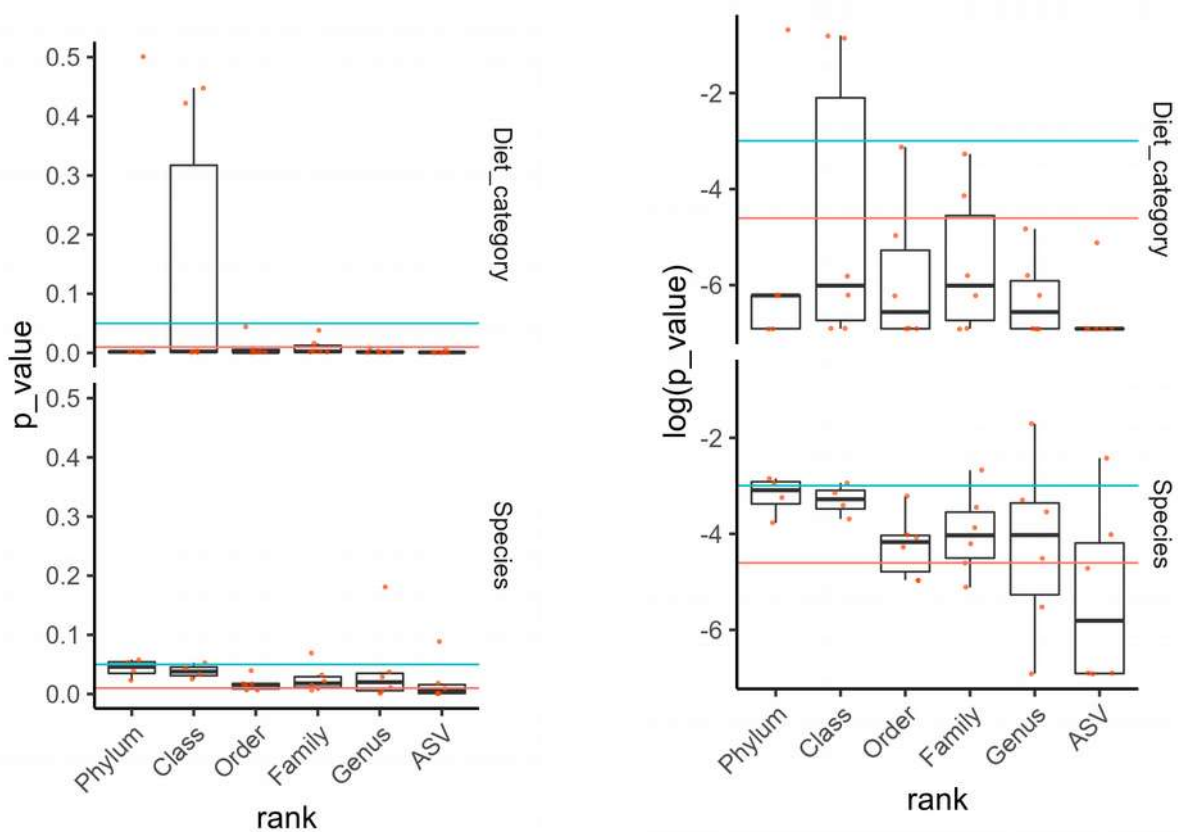 p_value
0.5
0.4
0.3
0.2
0.1
0.0
Diet_category
0.5
0.4
0.3
0.2
0.1
0.0
Species
Phylum
Class
Order
Family
Genus
ASV
rank
log(p_value)
-2
-4
-6
Diet_category
-2
-4
-6
Species
Phylum
Class
Order
Family
Genus
ASV
rank